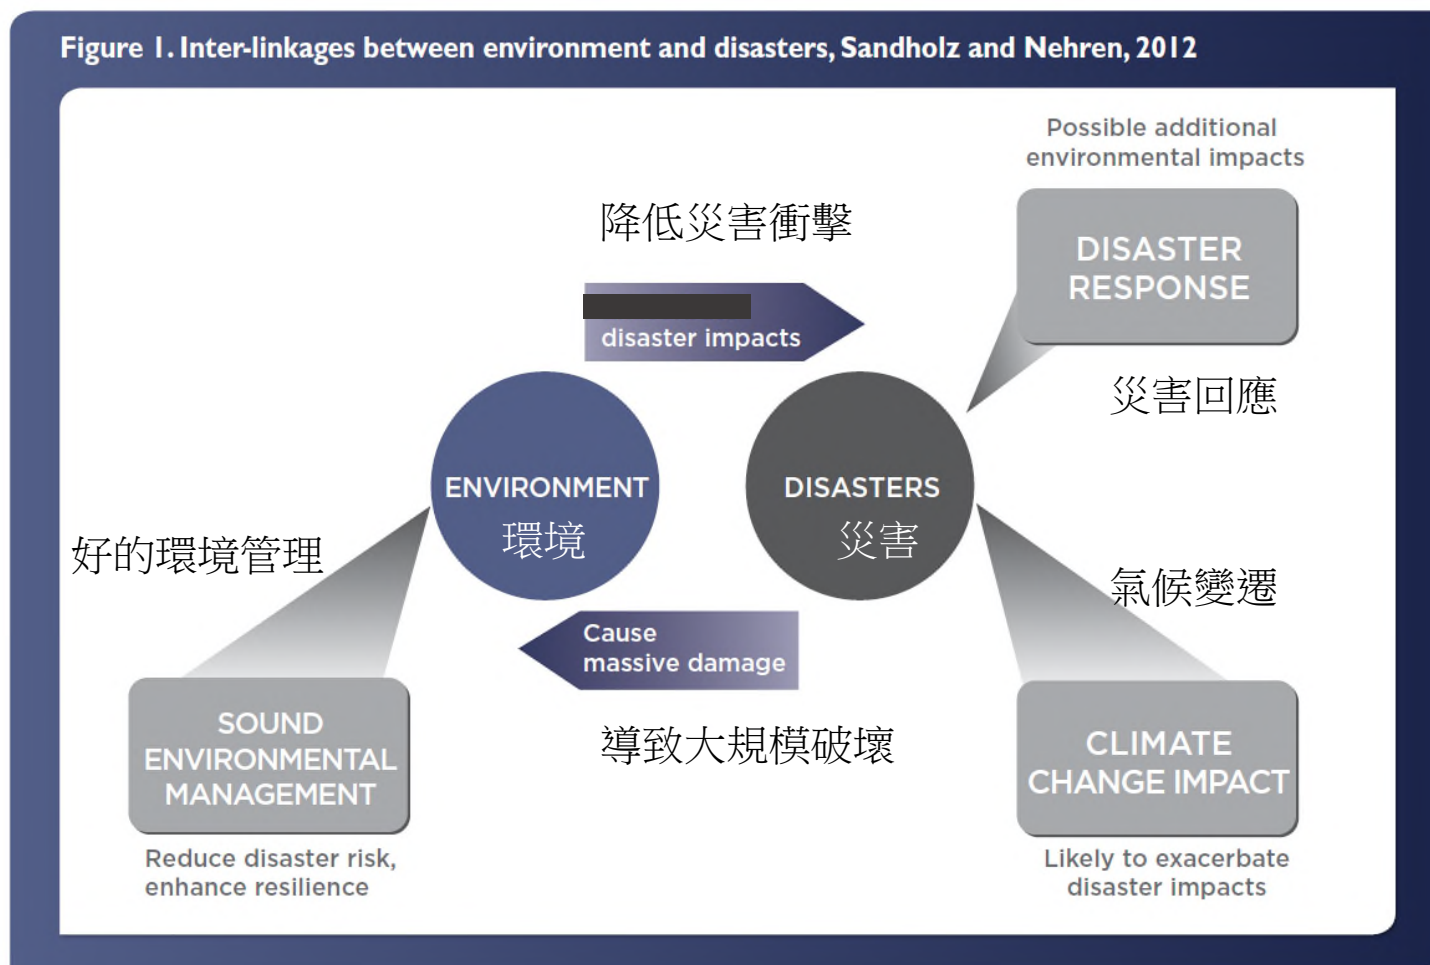 Figure 1. Inter-linkages between environment and disasters, Sandholz and Nehren, 2012
Possible additional
environmental impacts
DISASTER
RESPONSE
災害回應
降低災害衝擊
disaster impacts
ENVIRONMENT
環境
DISASTERS
災害
好的環境管理
氣候變遷
Cause
massive damage
導致大規模破壞
SOUND
ENVIRONMENTAL
MANAGEMENT
Reduce disaster risk,
enhance resilience
CLIMATE
CHANGE IMPACT
Likely to exacerbate
disaster impacts